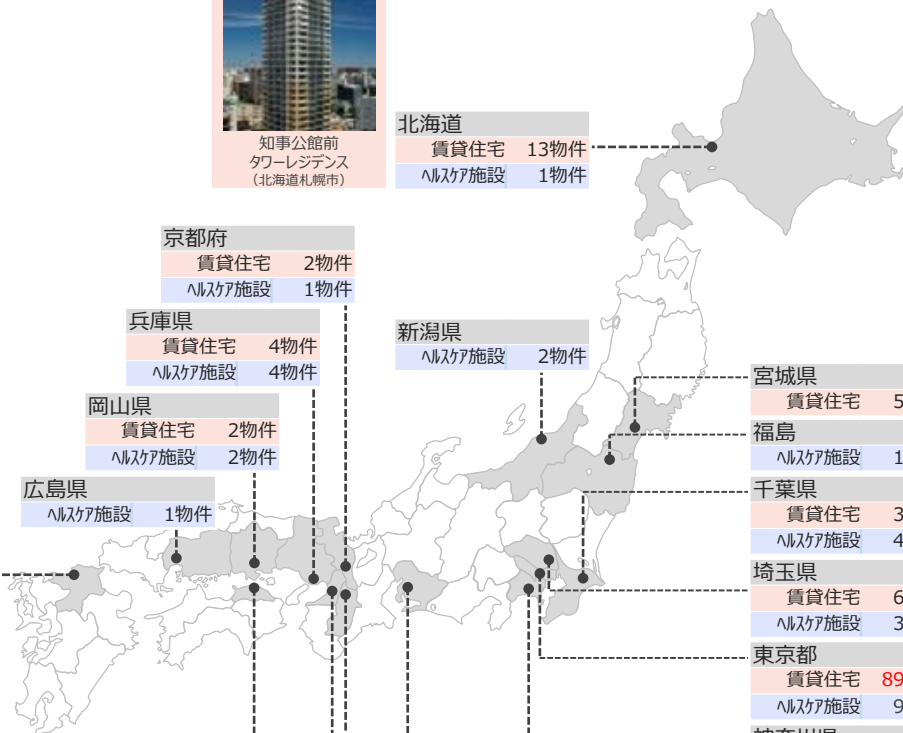 知事公館前
タワーレジデンス
（北海道札幌市）
北海道
賃貸住宅 13物件
ﾍﾙｽｹｱ施設 1物件
京都府
賃貸住宅 2物件
ﾍﾙｽｹｱ施設 1物件
兵庫県
賃貸住宅 4物件
ﾍﾙｽｹｱ施設 4物件
岡山県
賃貸住宅 2物件
ﾍﾙｽｹｱ施設 2物件
広島県
ﾍﾙｽｹｱ施設 1物件
新潟県
ﾍﾙｽｹｱ施設 2物件
宮城県
賃貸住宅 5
福島
ﾍﾙｽｹｱ施設 1
千葉県
賃貸住宅 3
ﾍﾙｽｹｱ施設 4
埼玉県
賃貸住宅 6
ﾍﾙｽｹｱ施設 3
東京都
賃貸住宅 89
ﾍﾙｽｹｱ施設 9